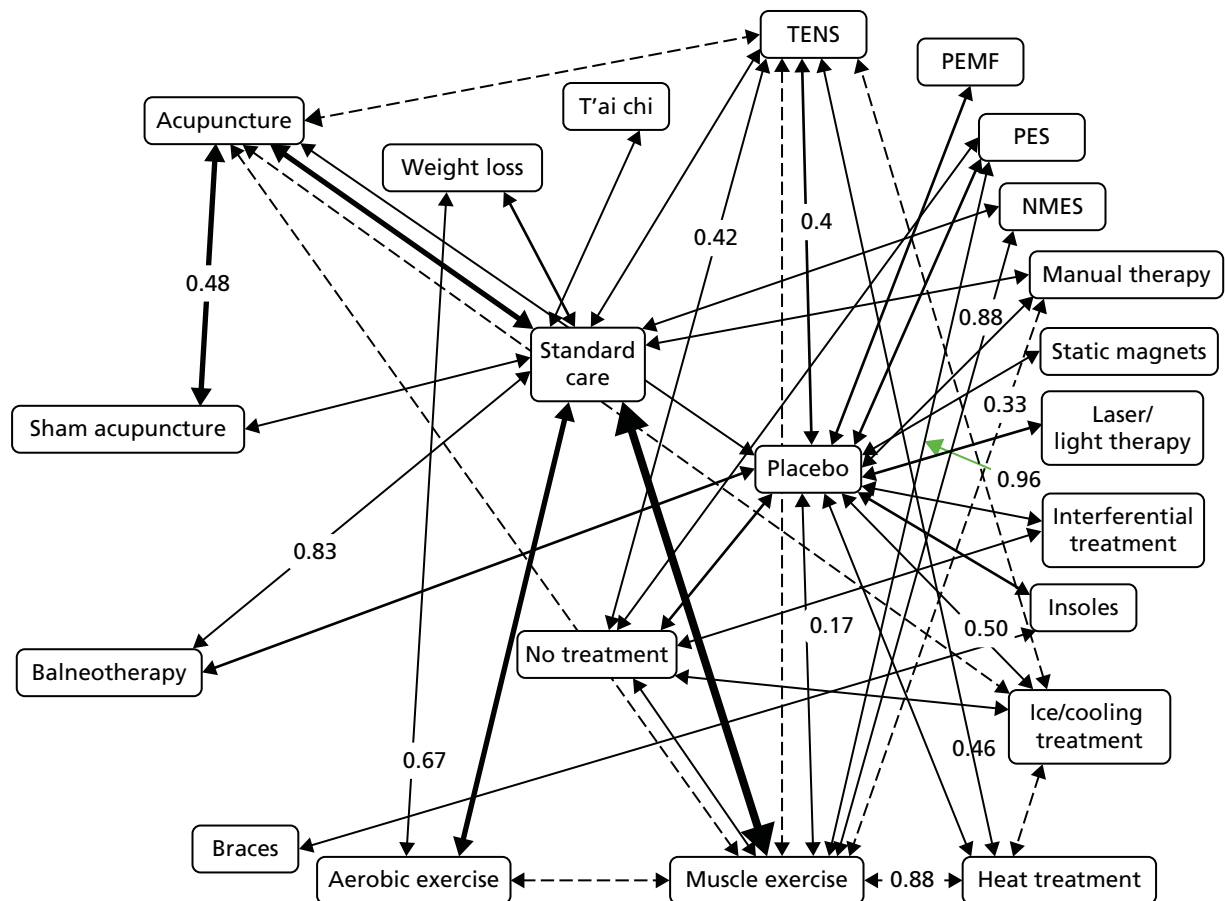 TENS
PEMF
T'ai chi
Acupuncture
PES
Weight loss
NMES
0.42
0.4
Manual therapy
0.48
0.88
Standard
care
Static magnets
0.33
Laser/
light therapy
Sham acupuncture
Placebo
0.96
Interferential
treatment
0.83
Insoles
0.17
0.50
No treatment
Balneotherapy
Ice/cooling
treatment
0.67
0.46
Braces
Aerobic exercise
Muscle exercise
0.88
Heat treatment